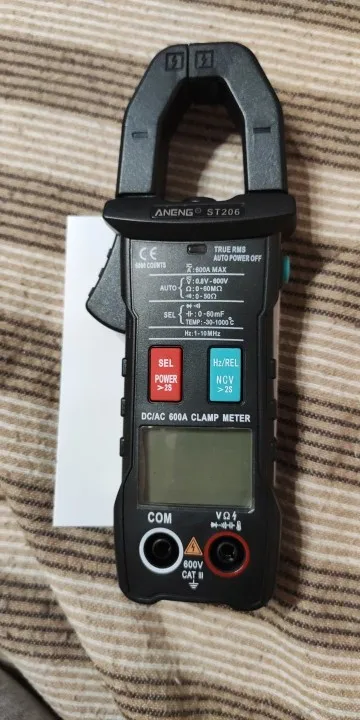 ANENG® ST206
CE
6000 COUNTS
TRUE RMS
AUTO POWER OFF
A:600A MAX
AUTO
V:0.8V-600V
Ω:0-60MΩ
:0-50Ω
SEL
:0-60mF
TEMP:-30-1000℃
Hz:1-10MHz
SEL
POWER
>2S
Hz/REL
NCV
>2S
DC/AC 600A CLAMP METER
COM
VΩ
600V
CAT II